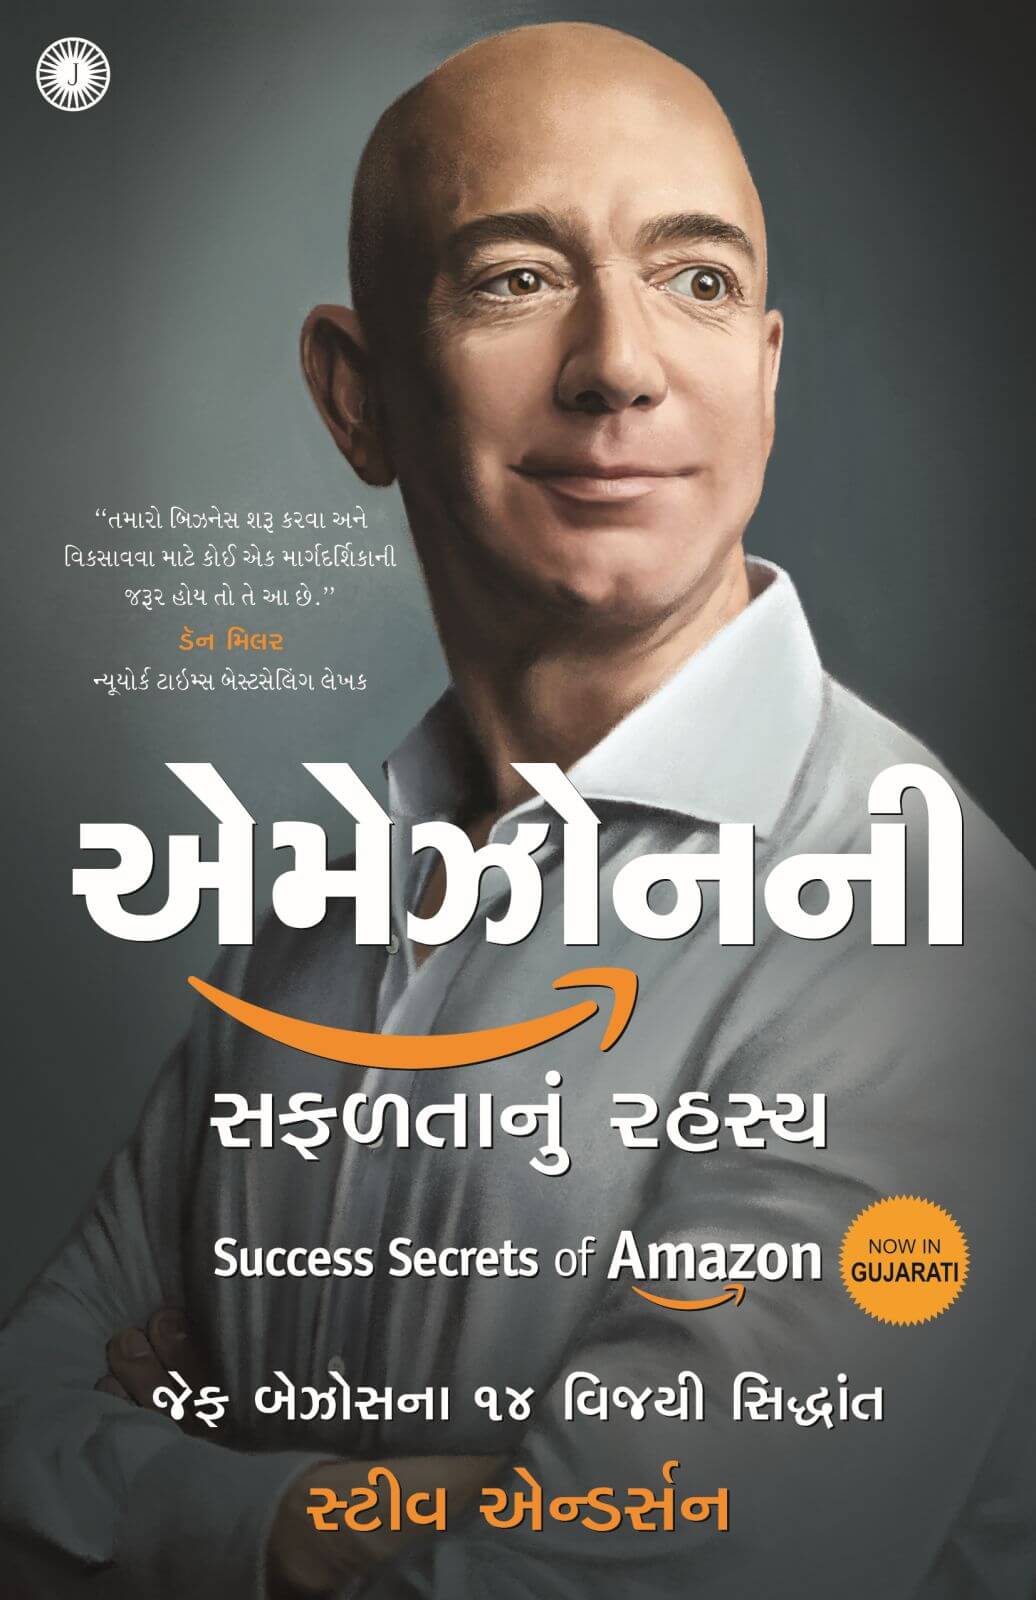 J
“તમારો બિઝનેસ શરૂ કરવા અને
વિકસાવવા માટે કોઈ એક માર્ગદર્શિકાની
જરૂર હોય તો તે આ છે.”
ડૅન મિલર
ન્યૂયોર્ક ટાઇમ્સ બેસ્ટસેલિંગ લેખક
એમેઝોનની
સફળતાનું રહસ્ય
Success Secrets of Amazon
NOW IN
GUJARATI
જેફ બેઝોસના ૧૪ વિજયી સિદ્ધાંત
સ્ટીવ એન્ડર્સન